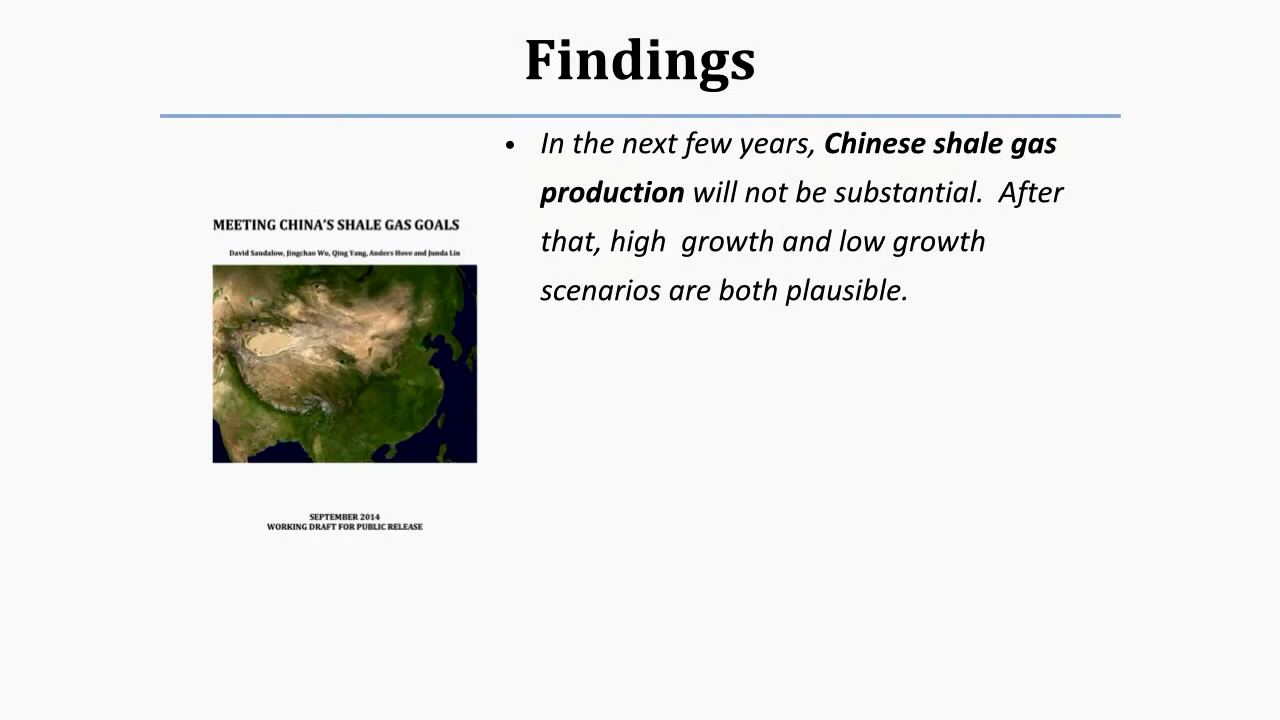 Findings
• In the next few years, Chinese shale gas
production will not be substantial.  After
that, high  growth and low growth
scenarios are both plausible.
MEETING CHINA'S SHALE GAS GOALS
David Sandalow, Jingchao Wu, Qing Yang, Anders Hove and Junda Lin
SEPTEMBER 2014
WORKING DRAFT FOR PUBLIC RELEASE